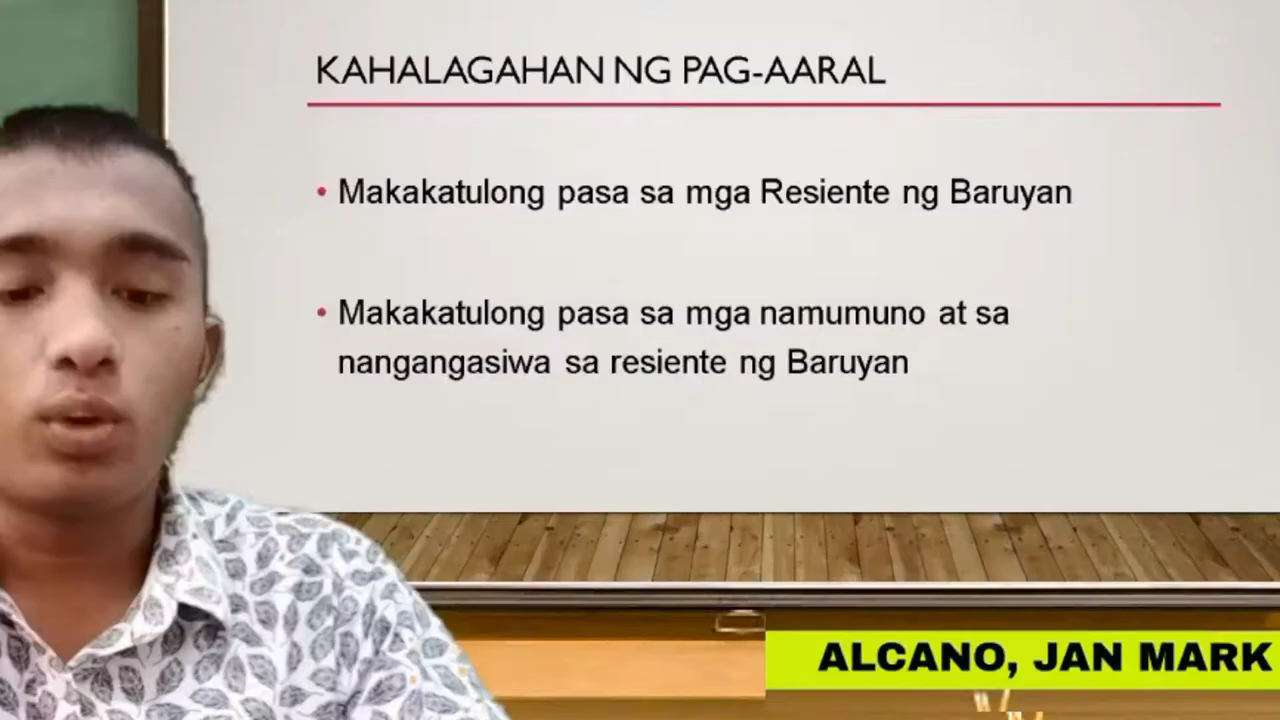 KAHALAGAHAN NG PAG-AARAL
• Makakatulong pasa sa mga Resiente ng Baruyan
• Makakatulong pasa sa mga namumuno at sa
nangangasiwa sa resiente ng Baruyan
ALCANO, JAN MARK